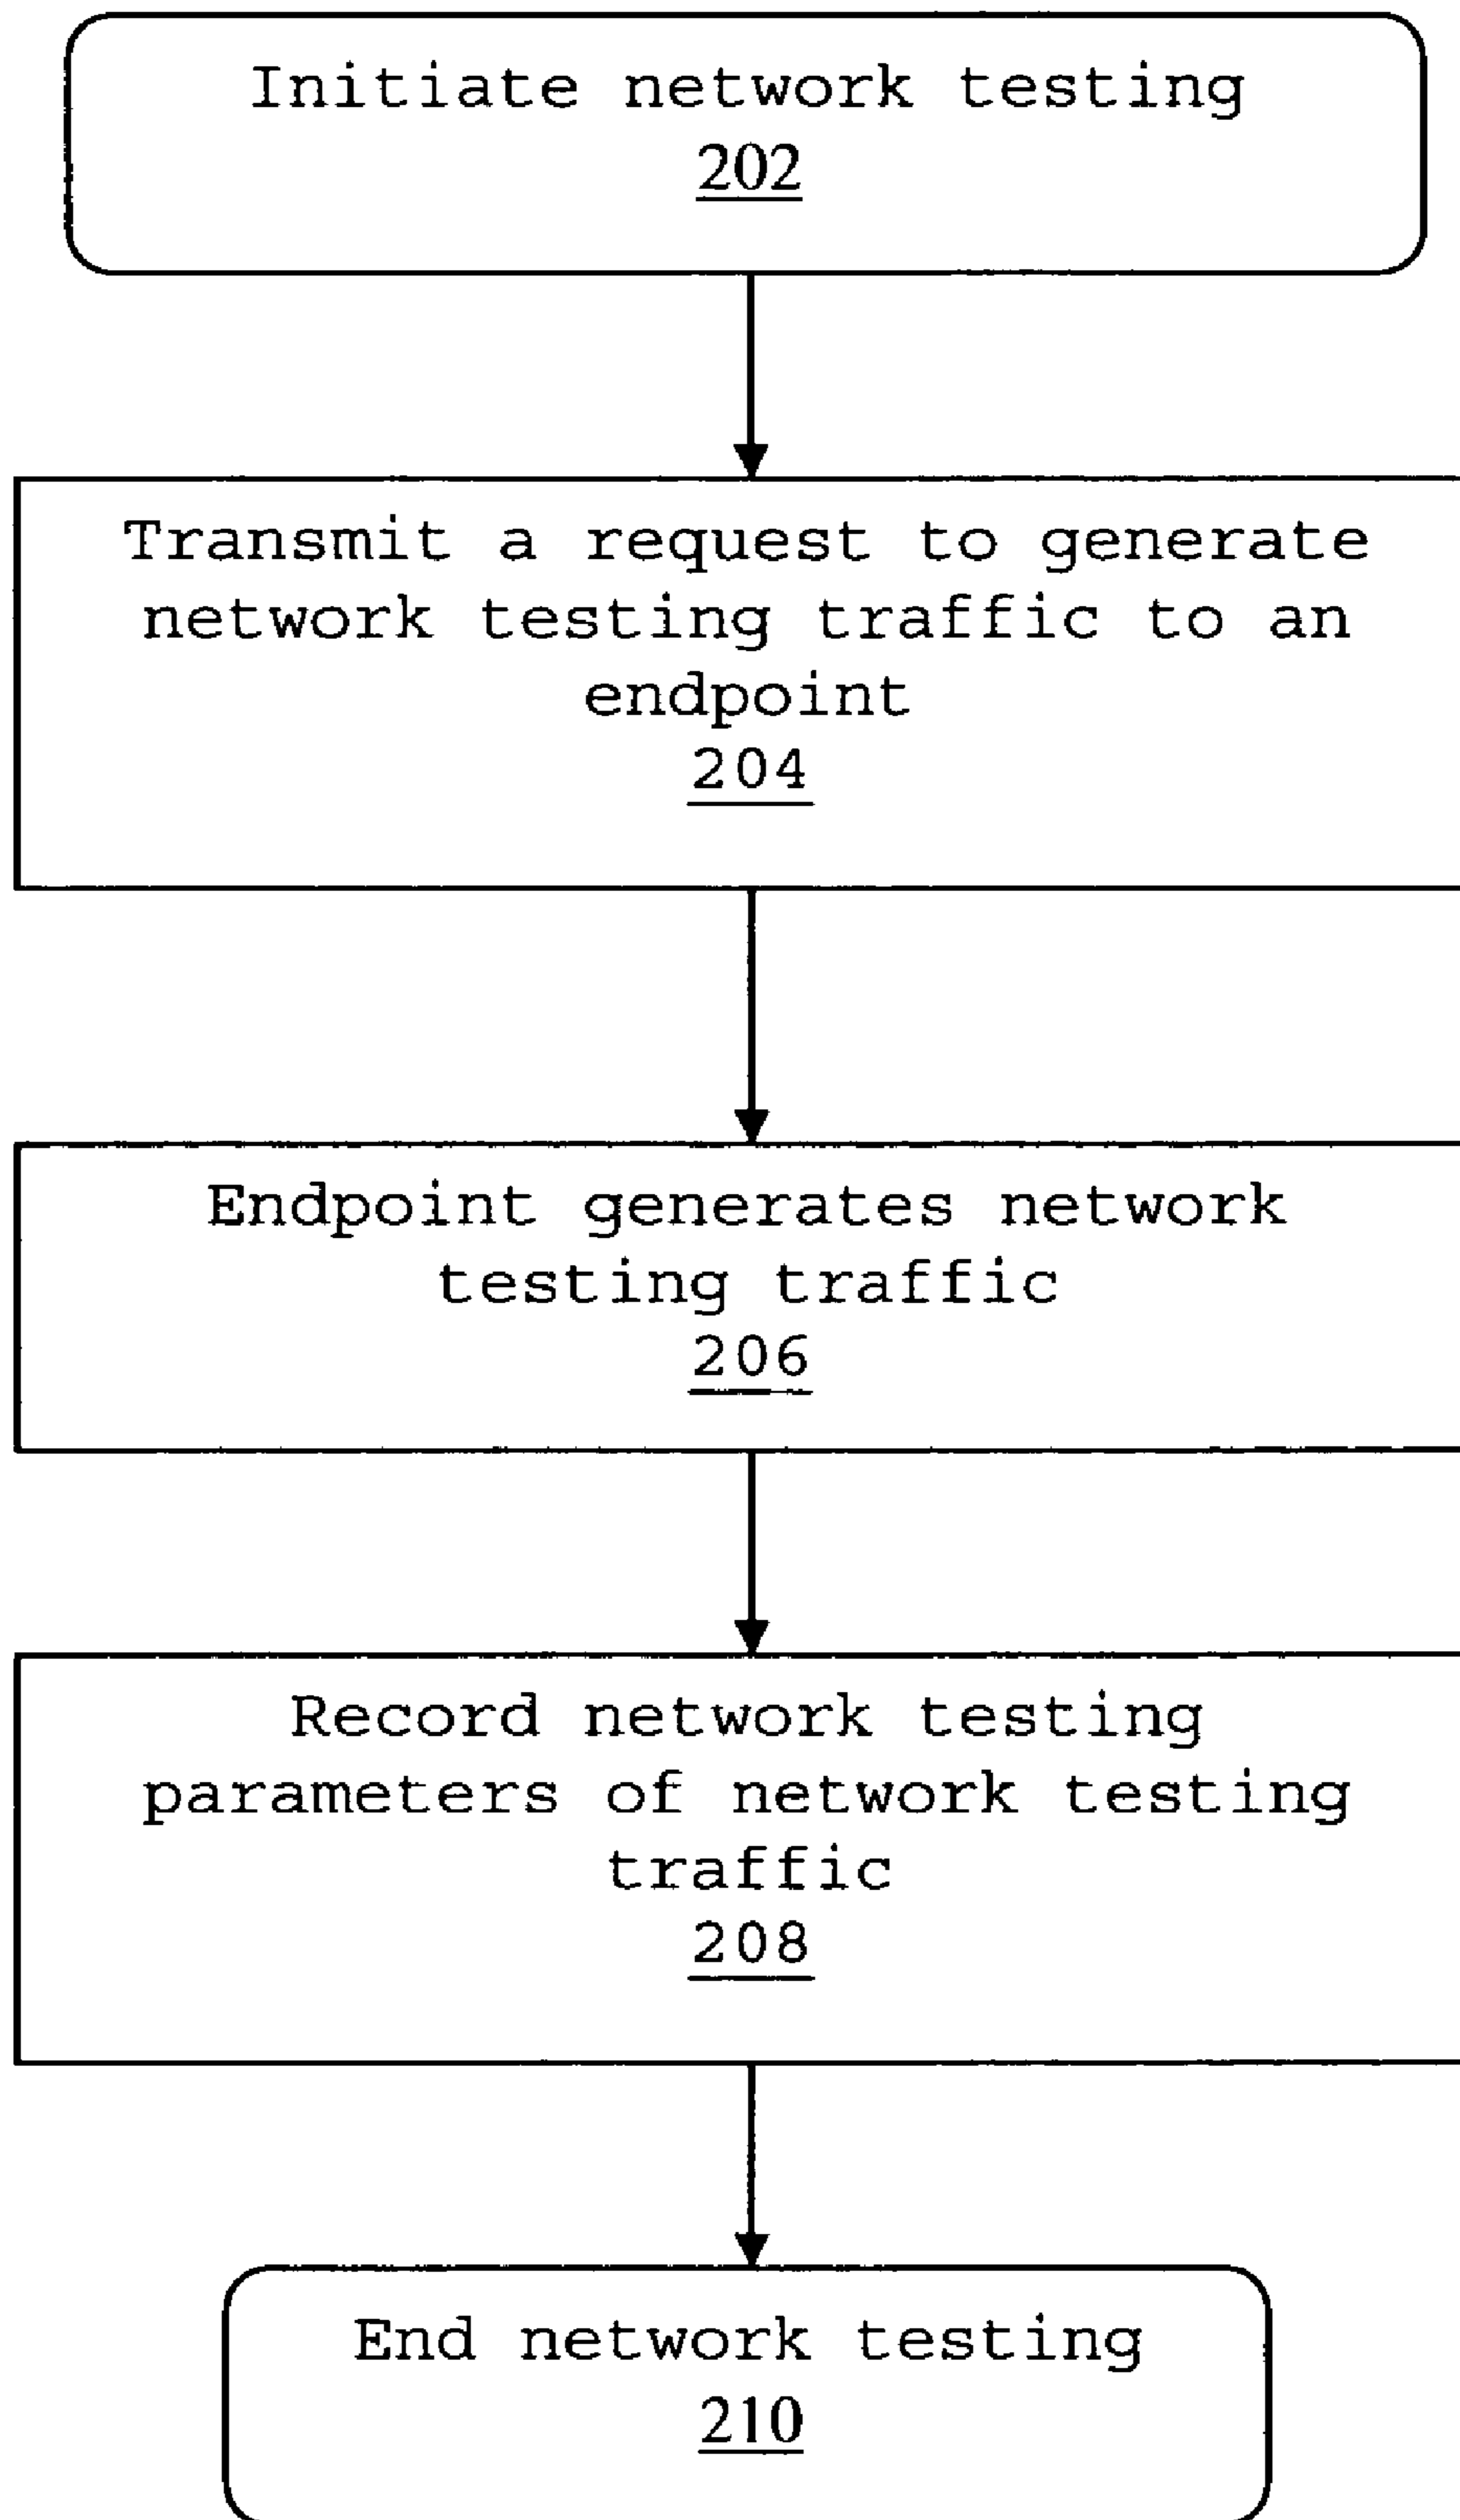 Initiate network testing
202
Transmit a request to generate
network testing traffic to an
endpoint
204
Endpoint generates network
testing traffic
206
Record network testing
parameters of network testing
traffic
208
End network testing
210